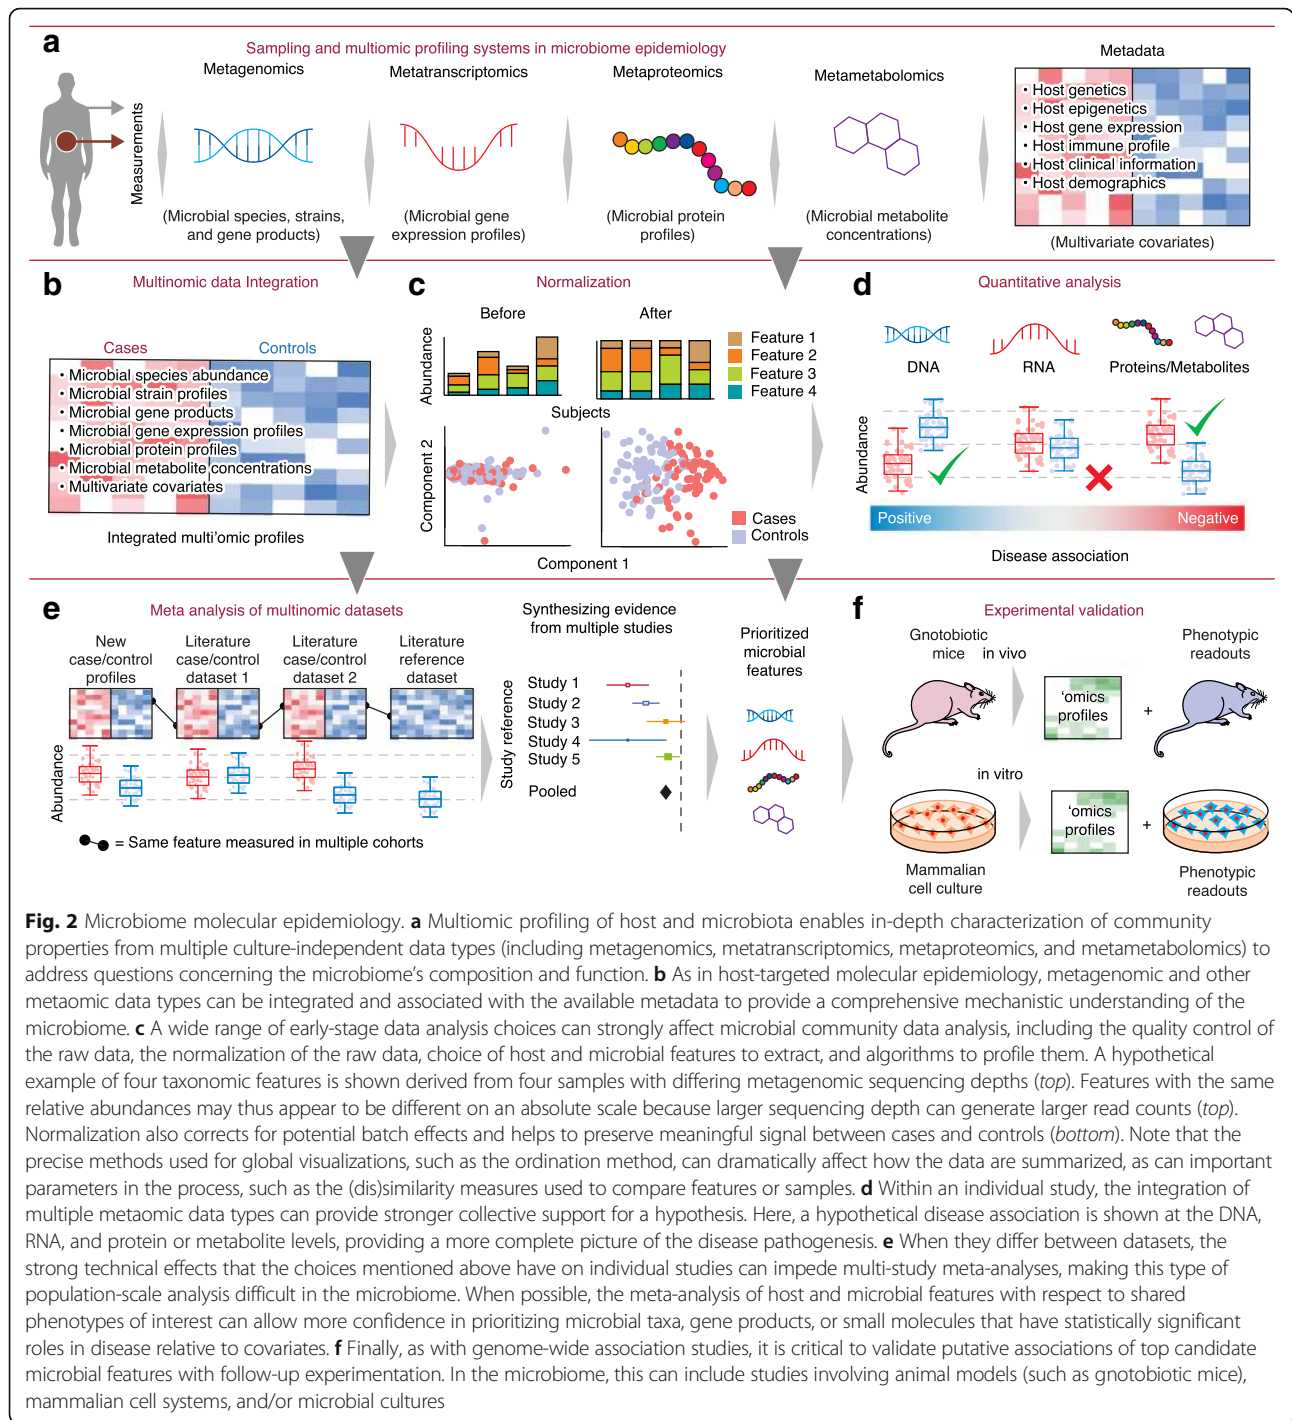 a
Sampling and multiomic profiling systems in microbiome epidemiology
Metadata
Metagenomics
Metatranscriptomics
Metaproteomics
Metametabolomics
Measurements
(Microbial species, strains,
and gene products)
(Microbial gene
expression profiles)
(Microbial protein
profiles)
(Microbial metabolite
concentrations)
• Host genetics
• Host epigenetics
• Host gene expression
• Host immune profile
• Host clinical information
• Host demographics
(Multivariate covariates)
b
Multinomic data Integration
Cases
Controls
• Microbial species abundance
• Microbial strain profiles
• Microbial gene products
• Microbial gene expression profiles
• Microbial protein profiles
• Microbial metabolite concentrations
• Multivariate covariates
Integrated multi’omic profiles
c
Normalization
Before
After
Abundance
Feature 1
Feature 2
Feature 3
Feature 4
Subjects
Component 2
Cases
Controls
Component 1
d
Quantitative analysis
DNA
RNA
Proteins/Metabolites
Abundance
Positive
Negative
Disease association
e
Meta analysis of multinomic datasets
New
case/control
profiles
Literature
case/control
dataset 1
Literature
case/control
dataset 2
Literature
reference
dataset
Abundance
= Same feature measured in multiple cohorts
Synthesizing evidence
from multiple studies
Study reference
Study 1
Study 2
Study 3
Study 4
Study 5
Pooled
Prioritized
microbial
features
f
Experimental validation
Gnotobiotic
mice
in vivo
Phenotypic
readouts
‘omics
profiles
+
in vitro
‘omics
profiles
+
Mammalian
cell culture
Phenotypic
readouts
Fig. 2 Microbiome molecular epidemiology. a Multiomic profiling of host and microbiota enables in-depth characterization of community
properties from multiple culture-independent data types (including metagenomics, metatranscriptomics, metaproteomics, and metametabolomics) to
address questions concerning the microbiome’s composition and function. b As in host-targeted molecular epidemiology, metagenomic and other
metaomic data types can be integrated and associated with the available metadata to provide a comprehensive mechanistic understanding of the
microbiome. c A wide range of early-stage data analysis choices can strongly affect microbial community data analysis, including the quality control of
the raw data, the normalization of the raw data, choice of host and microbial features to extract, and algorithms to profile them. A hypothetical
example of four taxonomic features is shown derived from four samples with differing metagenomic sequencing depths (top). Features with the same
relative abundances may thus appear to be different on an absolute scale because larger sequencing depth can generate larger read counts (top).
Normalization also corrects for potential batch effects and helps to preserve meaningful signal between cases and controls (bottom). Note that the
precise methods used for global visualizations, such as the ordination method, can dramatically affect how the data are summarized, as can important
parameters in the process, such as the (dis)similarity measures used to compare features or samples. d Within an individual study, the integration of
multiple metaomic data types can provide stronger collective support for a hypothesis. Here, a hypothetical disease association is shown at the DNA,
RNA, and protein or metabolite levels, providing a more complete picture of the disease pathogenesis. e When they differ between datasets, the
strong technical effects that the choices mentioned above have on individual studies can impede multi-study meta-analyses, making this type of
population-scale analysis difficult in the microbiome. When possible, the meta-analysis of host and microbial features with respect to shared
phenotypes of interest can allow more confidence in prioritizing microbial taxa, gene products, or small molecules that have statistically significant
roles in disease relative to covariates. f Finally, as with genome-wide association studies, it is critical to validate putative associations of top candidate
microbial features with follow-up experimentation. In the microbiome, this can include studies involving animal models (such as gnotobiotic mice),
mammalian cell systems, and/or microbial cultures